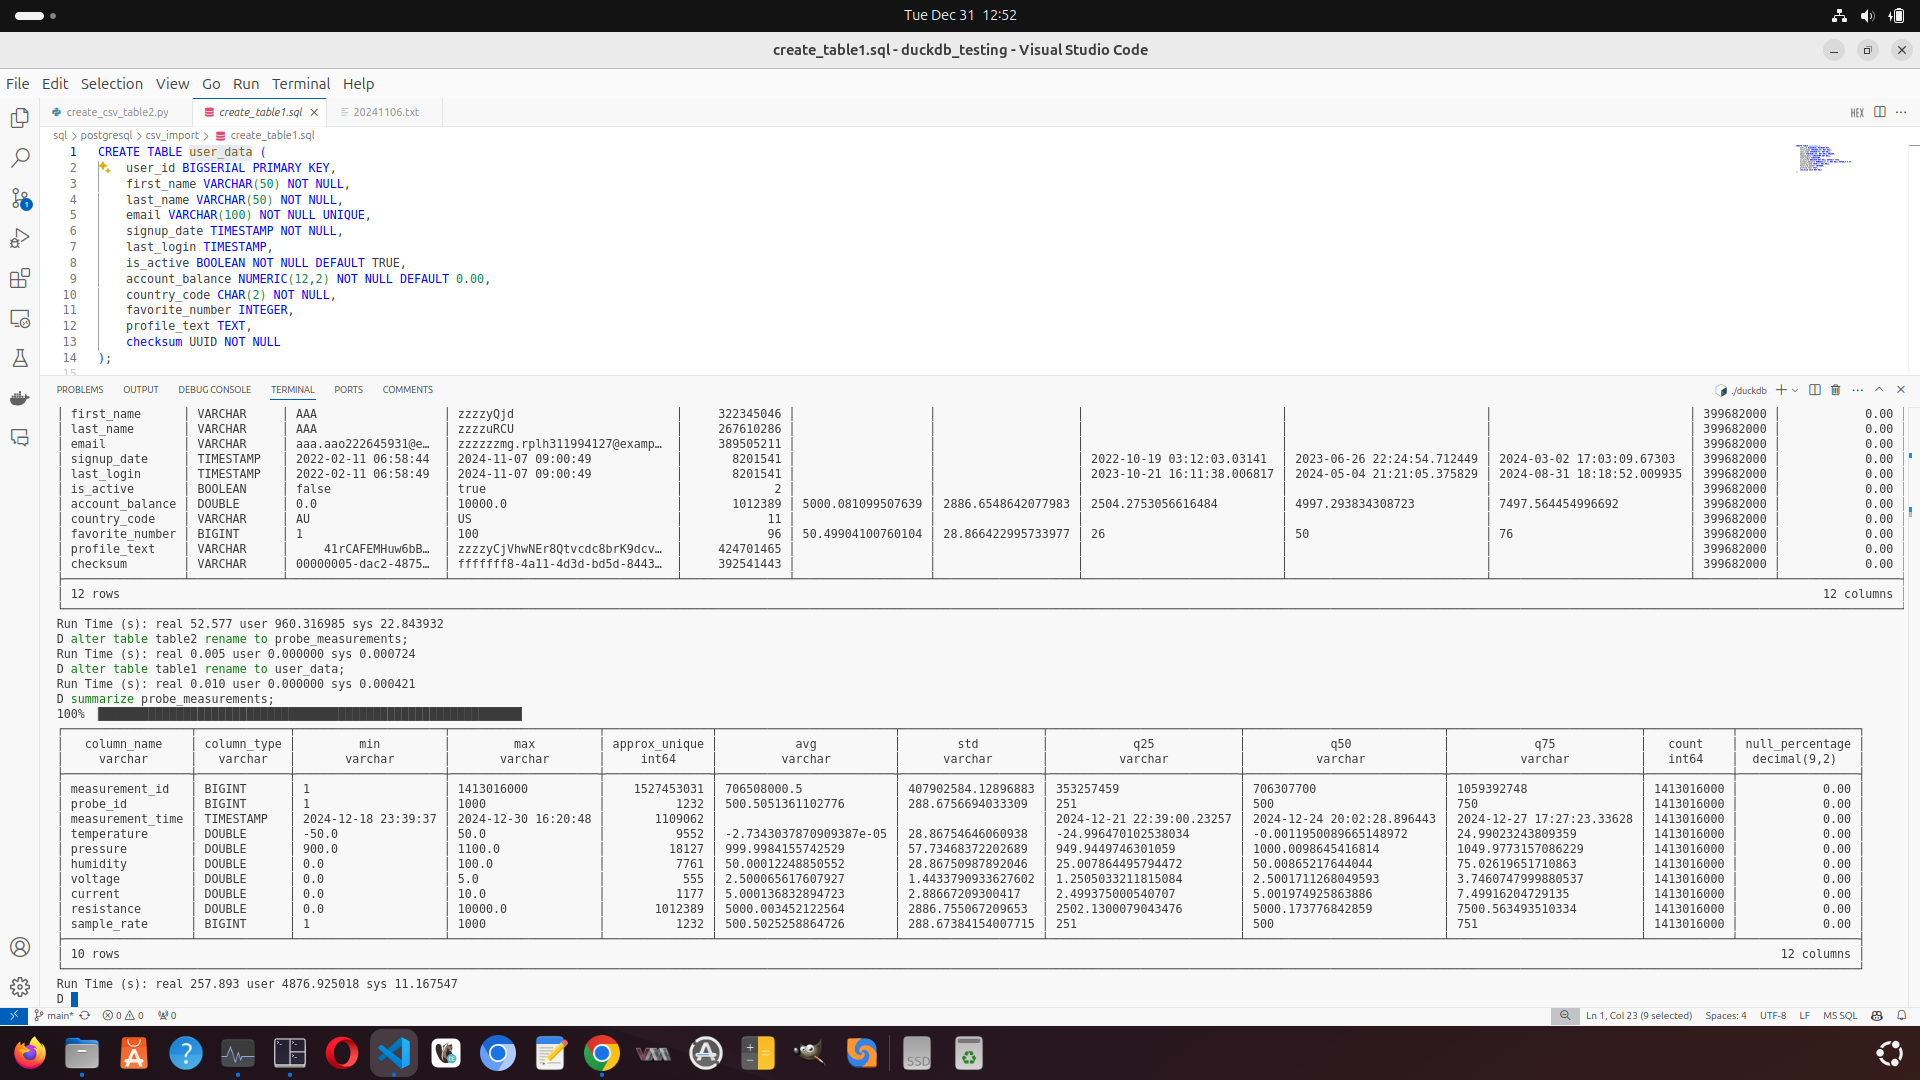 Tue Dec 31 12:52
create_table1.sql - duckdb_testing - Visual Studio Code
File Edit Selection View Go Run Terminal Help
create_csv_table2.py create_table1.sql 20241106.txt HEX
sql > postgresql > csv_import > create_table1.sql
1 CREATE TABLE user_data (
2 user_id BIGSERIAL PRIMARY KEY,
3 first_name VARCHAR(50) NOT NULL,
4 last_name VARCHAR(50) NOT NULL,
5 email VARCHAR(100) NOT NULL UNIQUE,
6 signup_date TIMESTAMP NOT NULL,
7 last_login TIMESTAMP,
8 is_active BOOLEAN NOT NULL DEFAULT TRUE,
9 account_balance NUMERIC(12,2) NOT NULL DEFAULT 0.00,
10 country_code CHAR(2) NOT NULL,
11 favorite_number INTEGER,
12 profile_text TEXT,
13 checksum UUID NOT NULL
14 );
15
1
PROBLEMS OUTPUT DEBUG CONSOLE TERMINAL PORTS COMMENTS ./duckdb
first_name VARCHAR AAA zzzzyQjd 322345046 399682000 0.00
last_name VARCHAR AAA zzzzuRCU 267610286 399682000 0.00
email VARCHAR aaa.aao222645931@e… zzzzzzmg.rplh311994127@examp… 389505211 399682000 0.00
signup_date TIMESTAMP 2022-02-11 06:58:44 2024-11-07 09:00:49 8201541 2022-10-19 03:12:03.03141 2023-06-26 22:24:54.712449 2024-03-02 17:03:09.67303 399682000 0.00
last_login TIMESTAMP 2022-02-11 06:58:49 2024-11-07 09:00:49 8201541 2023-10-21 16:11:38.006817 2024-05-04 21:21:05.375829 2024-08-31 18:18:52.009935 399682000 0.00
is_active BOOLEAN false true 2 399682000 0.00
account_balance DOUBLE 0.0 10000.0 1012389 5000.081099507639 2886.6548642077983 2504.2753056616484 4997.293834308723 7497.564454996692 399682000 0.00
country_code VARCHAR AU US 11 399682000 0.00
favorite_number BIGINT 1 100 96 50.49904100760104 28.866422995733977 26 50 76 399682000 0.00
profile_text VARCHAR 41rCAFEMHuw6bB… zzzzyCjVhwNEr8Qtvcdc8brK9dcv… 424701465 399682000 0.00
checksum VARCHAR 00000005-dac2-4875… fffffff8-4a11-4d3d-bd5d-8443… 392541443 399682000 0.00
12 rows 12 columns
Run Time (s): real 52.577 user 960.316985 sys 22.843932
D alter table table2 rename to probe_measurements;
Run Time (s): real 0.005 user 0.000000 sys 0.000724
D alter table table1 rename to user_data;
Run Time (s): real 0.010 user 0.000000 sys 0.000421
D summarize probe_measurements;
100%
column_name column_type min max approx_unique avg std q25 q50 q75 count null_percentage
varchar varchar varchar varchar int64 varchar varchar varchar varchar varchar int64 decimal(9,2)
measurement_id BIGINT 1 1413016000 1527453031 706508000.5 407902584.12896883 353257459 706307700 1059392748 1413016000 0.00
probe_id BIGINT 1 1000 1232 500.5051361102776 288.6756694033309 251 500 750 1413016000 0.00
measurement_time TIMESTAMP 2024-12-18 23:39:37 2024-12-30 16:20:48 1109062 2024-12-21 22:39:00.23257 2024-12-24 20:02:28.896443 2024-12-27 17:27:23.33628 1413016000 0.00
temperature DOUBLE -50.0 50.0 9552 -2.7343037870909387e-05 28.86754646060938 -24.996470102538034 -0.0011950089665148972 24.99023243809359 1413016000 0.00
pressure DOUBLE 900.0 1100.0 18127 999.9984155742529 57.73468372202689 949.9449746301059 1000.0098645416814 1049.9773157086229 1413016000 0.00
humidity DOUBLE 0.0 100.0 7761 50.00012248850552 28.86750987892046 25.007864495794472 50.00865217644044 75.02619651710863 1413016000 0.00
voltage DOUBLE 0.0 5.0 555 2.500065617607927 1.4433790933627602 1.2505033211815084 2.5001711268049593 3.7460747999880537 1413016000 0.00
current DOUBLE 0.0 10.0 1177 5.000136832894723 2.88667209300417 2.499375000540707 5.001974925863886 7.49916204729135 1413016000 0.00
resistance DOUBLE 0.0 10000.0 1012389 5000.003452122564 2886.755067209653 2502.1300079043476 5000.173776842859 7500.563493510334 1413016000 0.00
sample_rate BIGINT 1 1000 1232 500.5025258864726 288.67384154007715 251 500 751 1413016000 0.00
10 rows 12 columns
Run Time (s): real 257.893 user 4876.925018 sys 11.167547
D
main* 0 0 0 Ln 1, Col 23 (9 selected) Spaces: 4 UTF-8 LF MS SQL
SSD